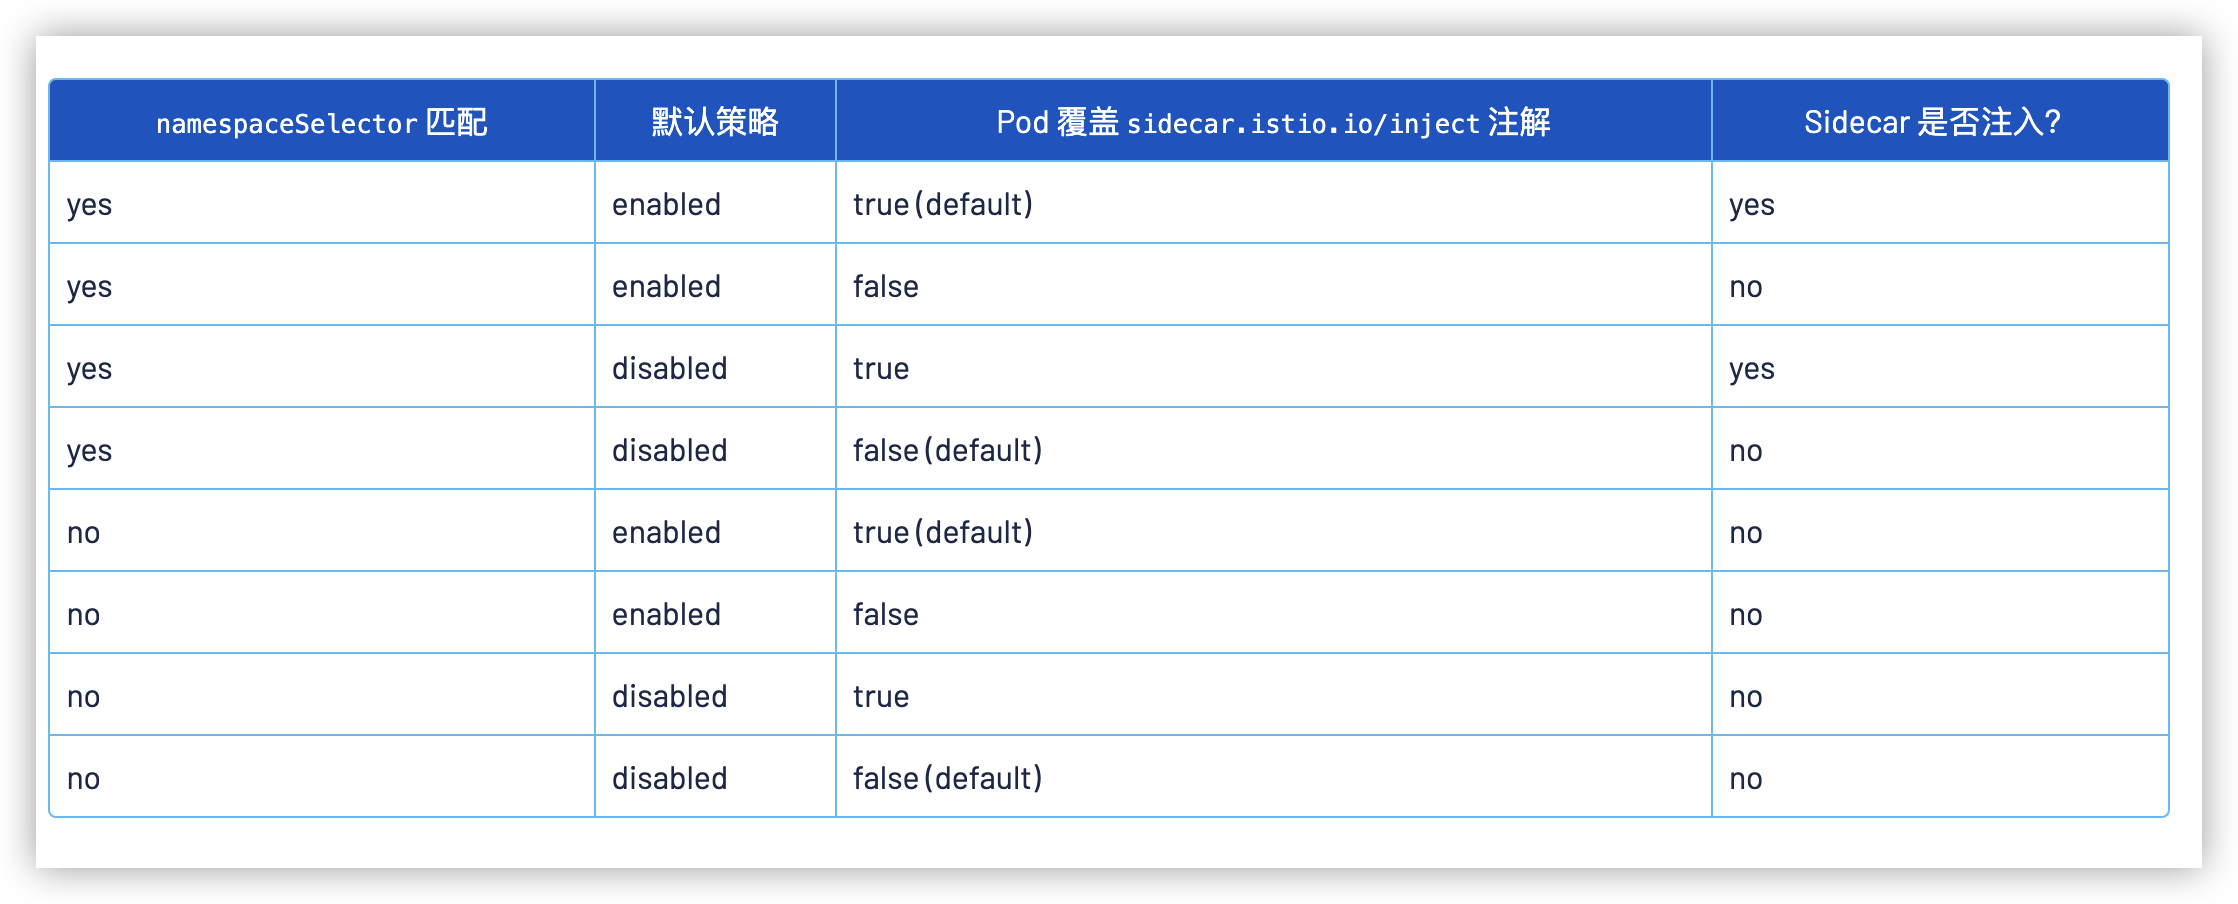 namespaceSelector 匹配 默认策略 Pod 覆盖 sidecar.istio.io/inject 注解 Sidecar 是否注入?
yes enabled true (default) yes
yes enabled false no
yes disabled true yes
yes disabled false (default) no
no enabled true (default) no
no enabled false no
no disabled true no
no disabled false (default) no